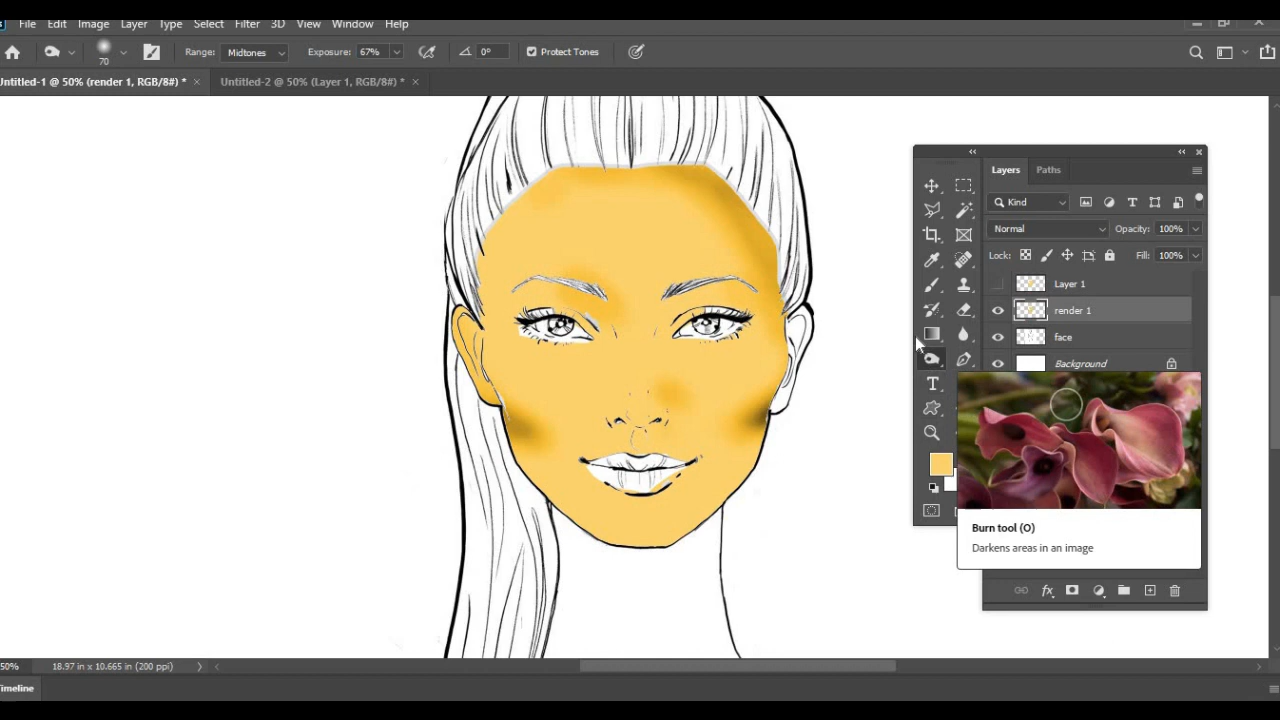 File Edit Image Layer Type Select Filter 3D View Window Help
70 Range: Midtones Exposure: 67% 0° Protect Tones
Untitled-1 @ 50% (render 1, RGB/8#) * × Untitled-2 @ 50% (Layer 1, RGB/8#) * ×
Layers Paths
Kind
Normal Opacity: 100%
Lock: Fill: 100%
Layer 1
render 1
face
Background
Burn tool (O)
Darkens areas in an image
fx
50% 18.97 in x 10.665 in (200 ppi)
Timeline